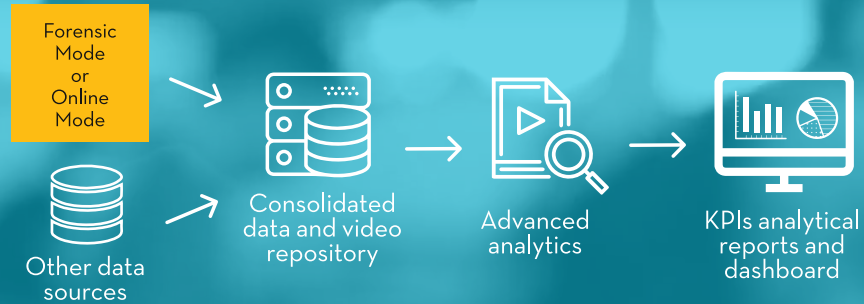 Forensic
Mode
or
Online
Mode
Other data
sources
Consolidated
data and video
repository
Advanced
analytics
KPIs analytical
reports and
dashboard